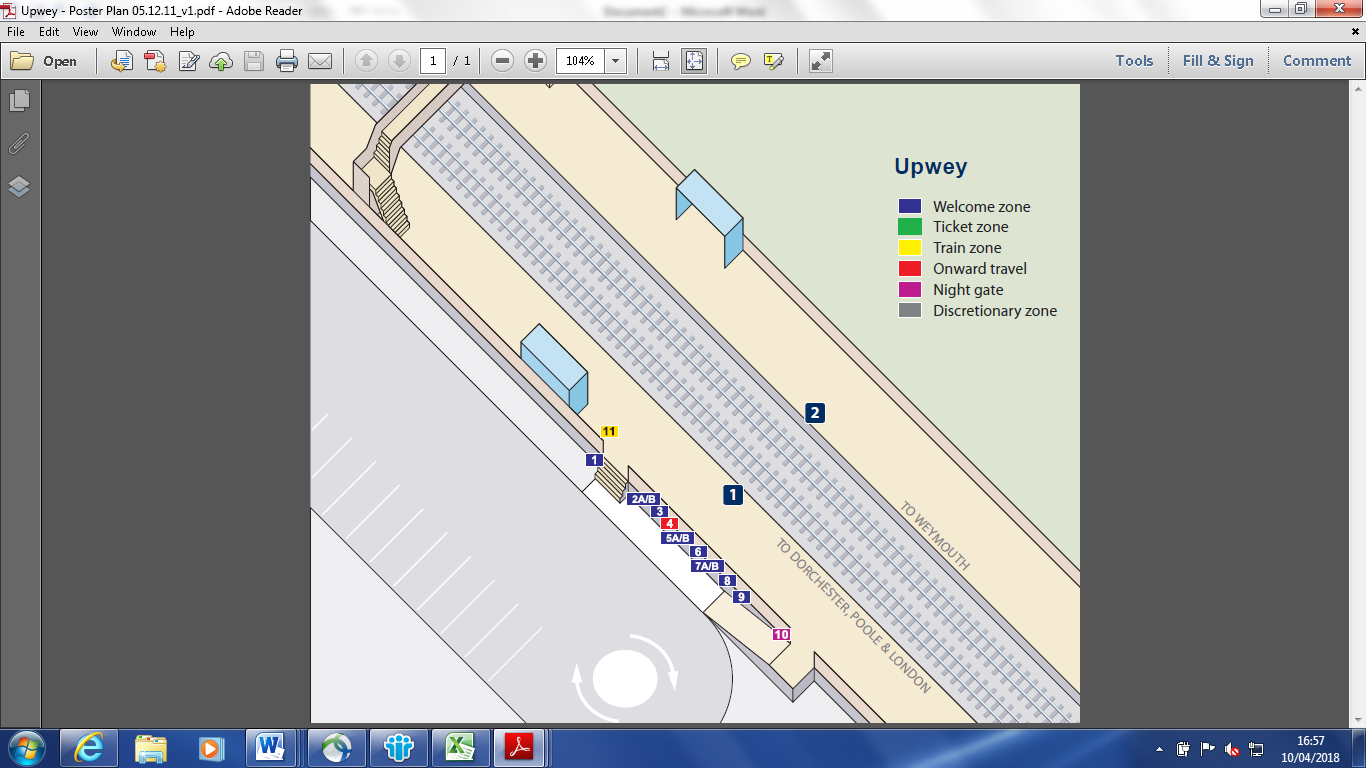 Upwey - Poster Plan 05.12.11_v1.pdf - Adobe Reader
File Edit View Window Help
Open 1 / 1 104% Tools Fill & Sign Comment
Upwey
Welcome zone
Ticket zone
Train zone
Onward travel
Night gate
Discretionary zone
2
11
1
1
2A/B
3
4
5A/B
6
7A/B
8
9
10
TO WEYMOUTH
TO DORCHESTER, POOLE & LONDON
16:57
10/04/2018